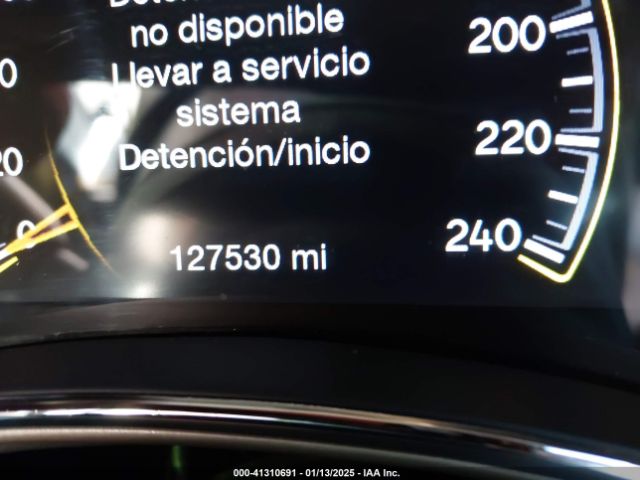 no disponible
Llevar a servicio
sistema
Detención/inicio
127530 mi
200
220
240
0
000-41310691 - 01/13/2025 - IAA Inc.